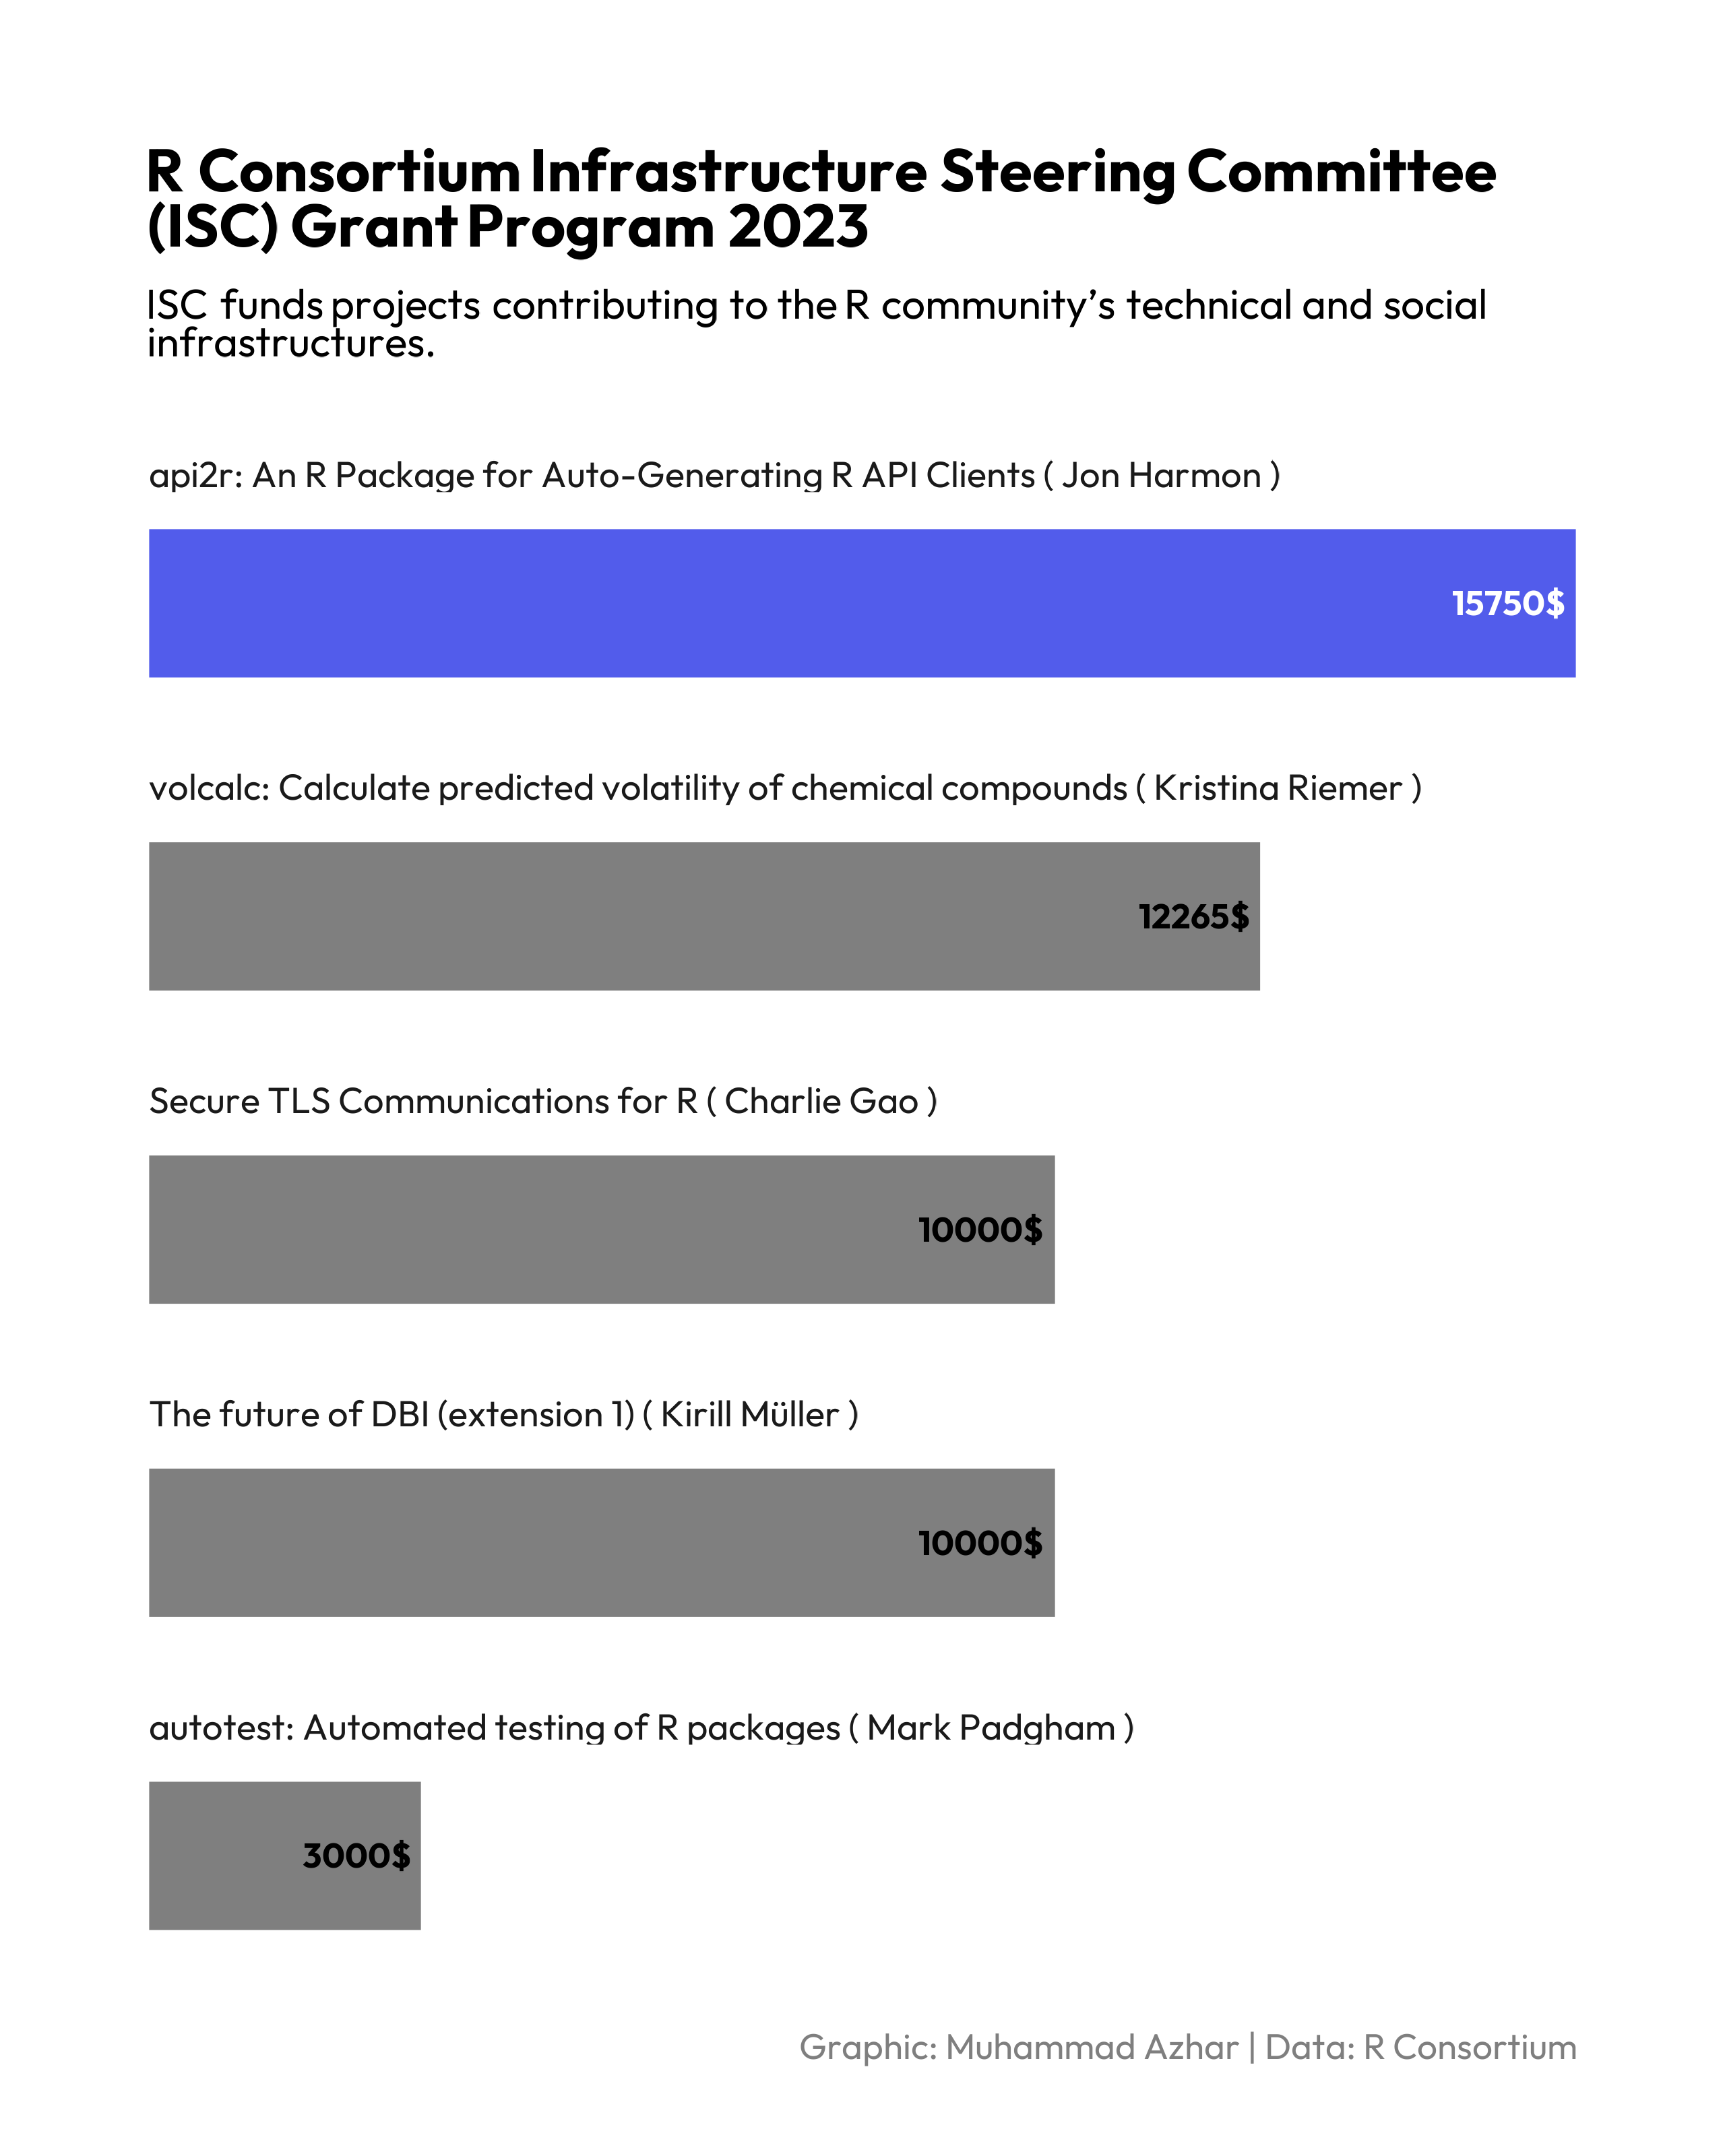 R Consortium Infrastructure Steering Committee
(ISC) Grant Program 2023
ISC funds projects contributing to the R community’s technical and social
infrastructures.
api2r: An R Package for Auto-Generating R API Clients ( Jon Harmon )
15750$
volcalc: Calculate predicted volatility of chemical compounds ( Kristina Riemer )
12265$
Secure TLS Communications for R ( Charlie Gao )
10000$
The future of DBI (extension 1) ( Kirill Müller )
10000$
autotest: Automated testing of R packages ( Mark Padgham )
3000$
Graphic: Muhammad Azhar | Data: R Consortium